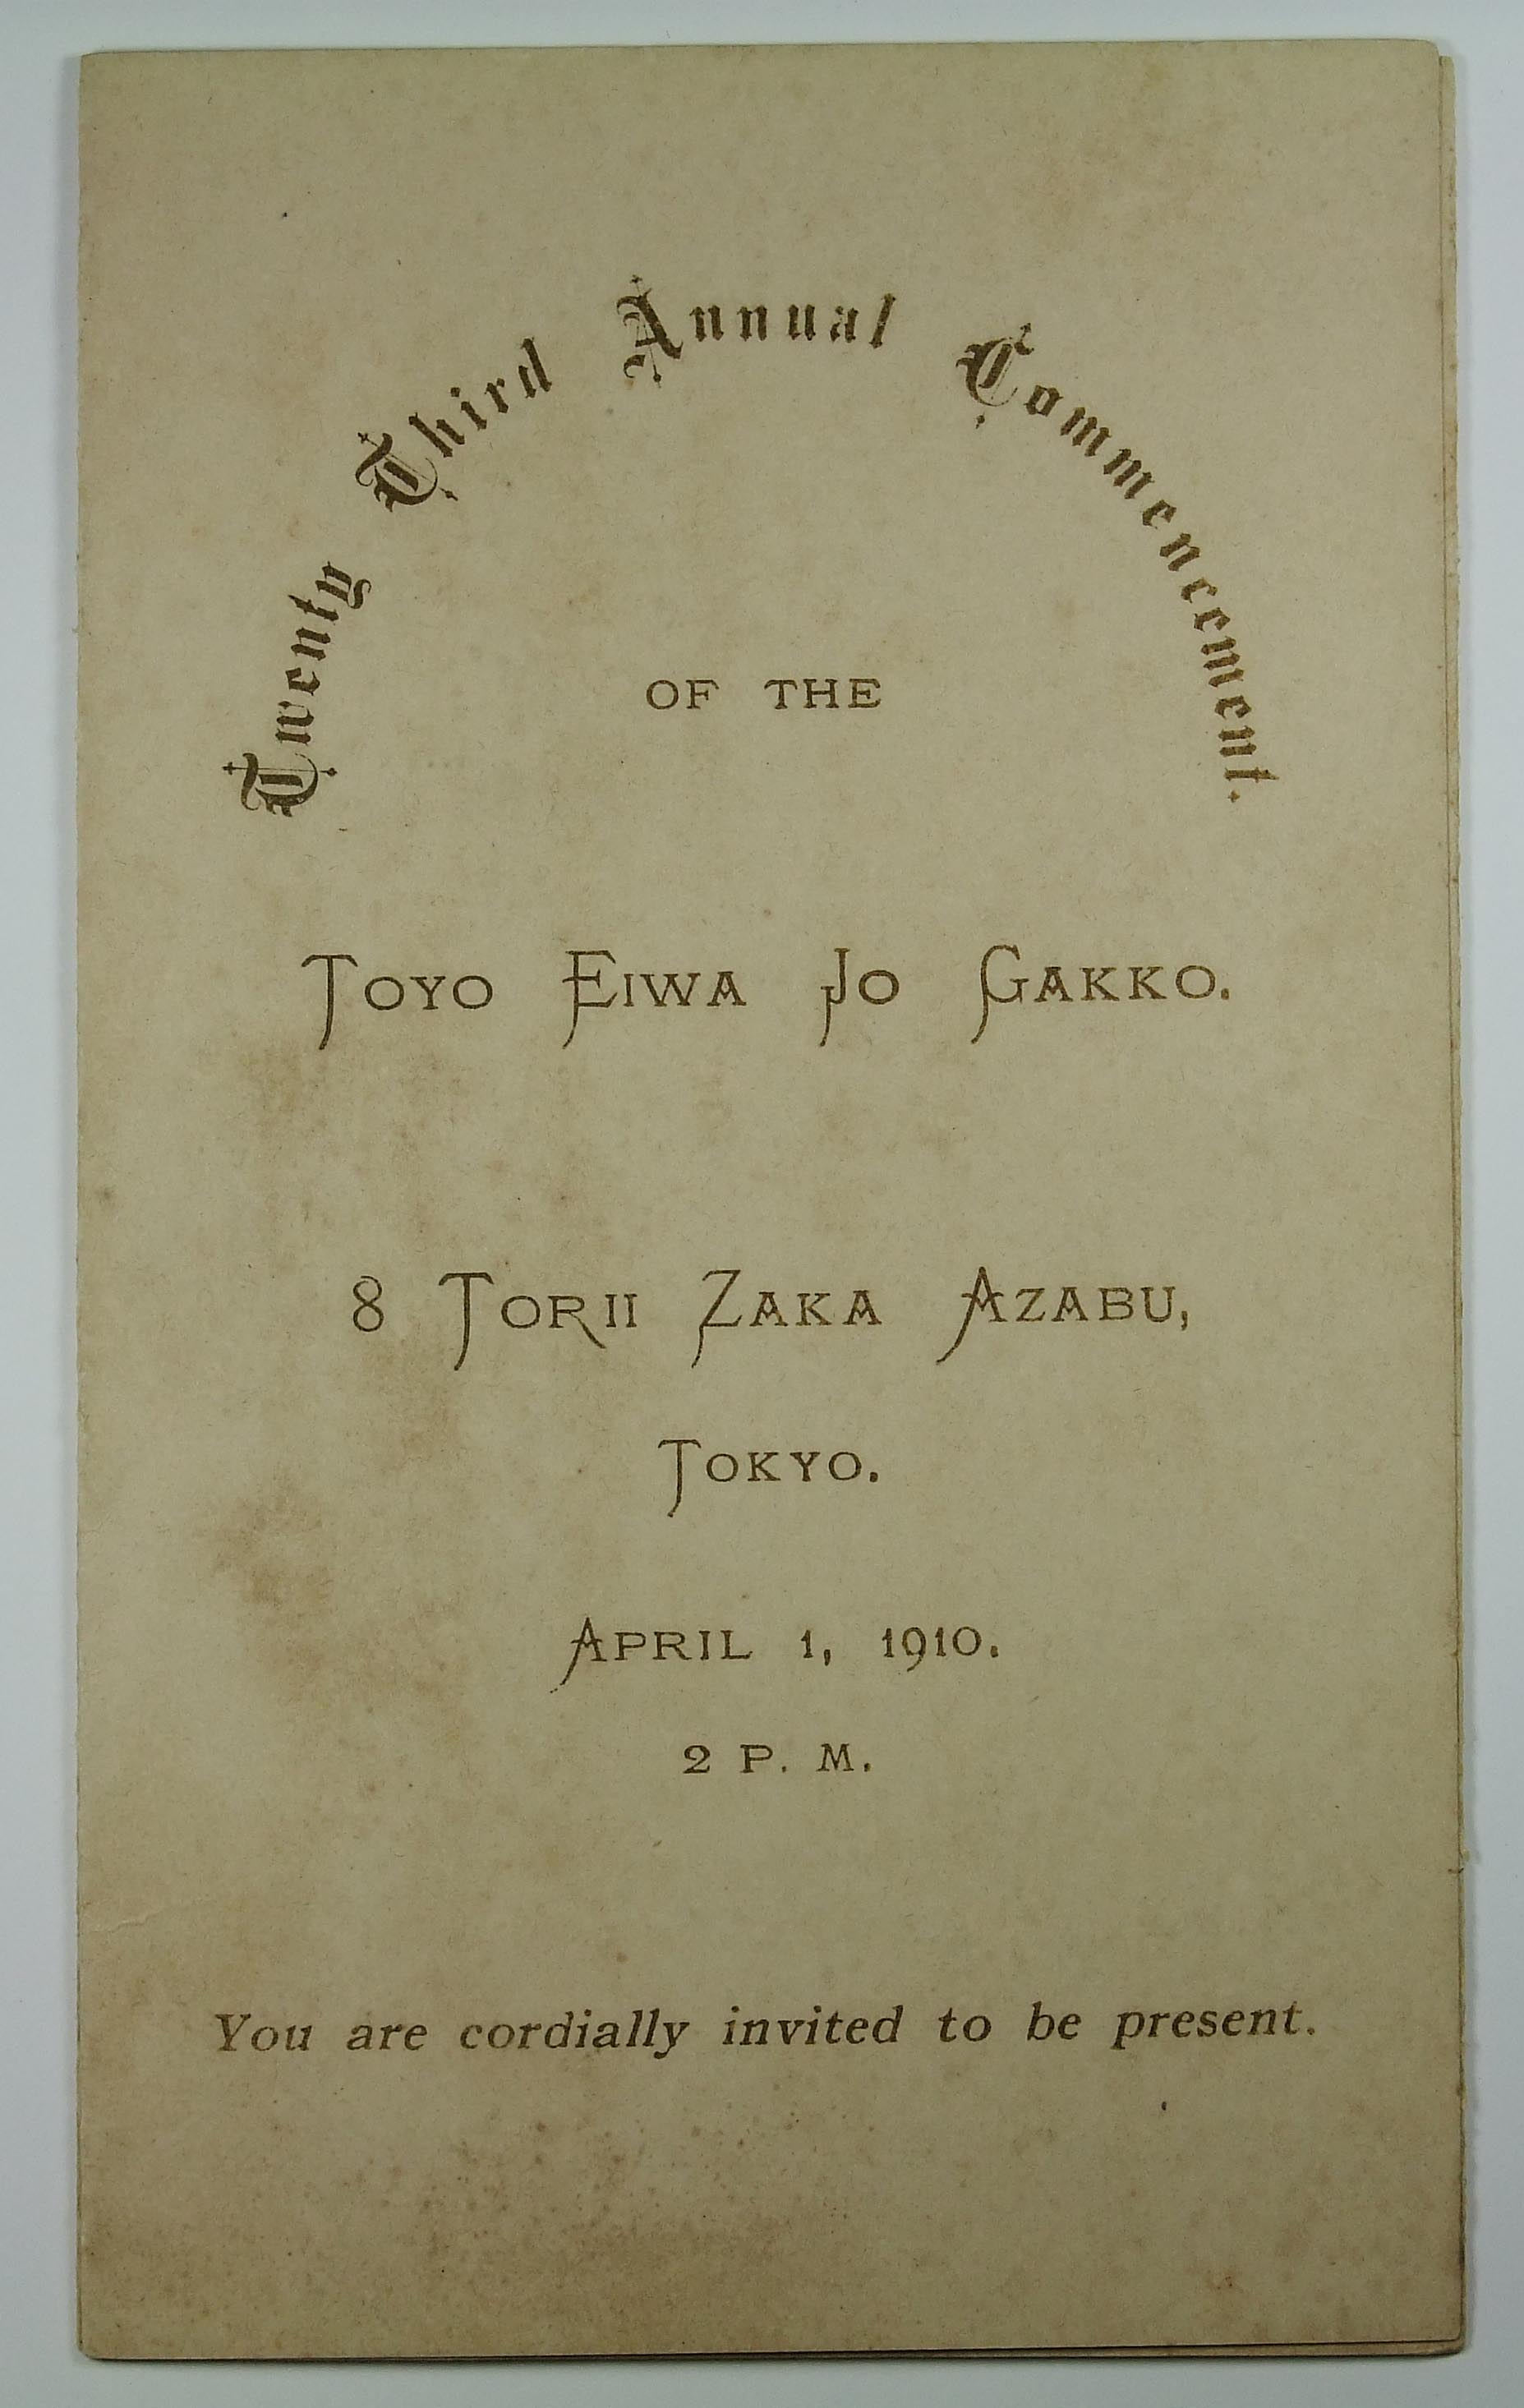 Twenty Third Annual Commencement.
OF THE
TOYO EIWA JO GAKKO.
8 TORII ZAKA AZABU,
TOKYO.
APRIL 1, 1910.
2 P. M.
You are cordially invited to be present.